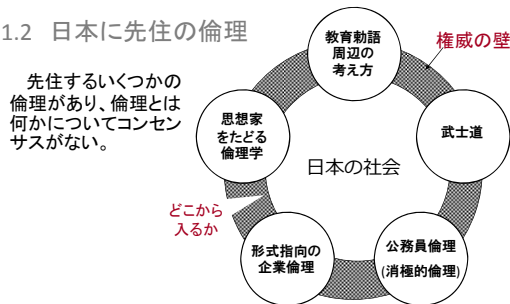 1.2 日本に先住の倫理
先住するいくつかの
倫理があり、倫理とは
何かについてコンセン
サスがない。
教育勅語
周辺の
考え方
権威の壁
思想家
をたどる
倫理学
武士道
日本の社会
どこから
入るか
形式指向の
企業倫理
公務員倫理
(消極的倫理)